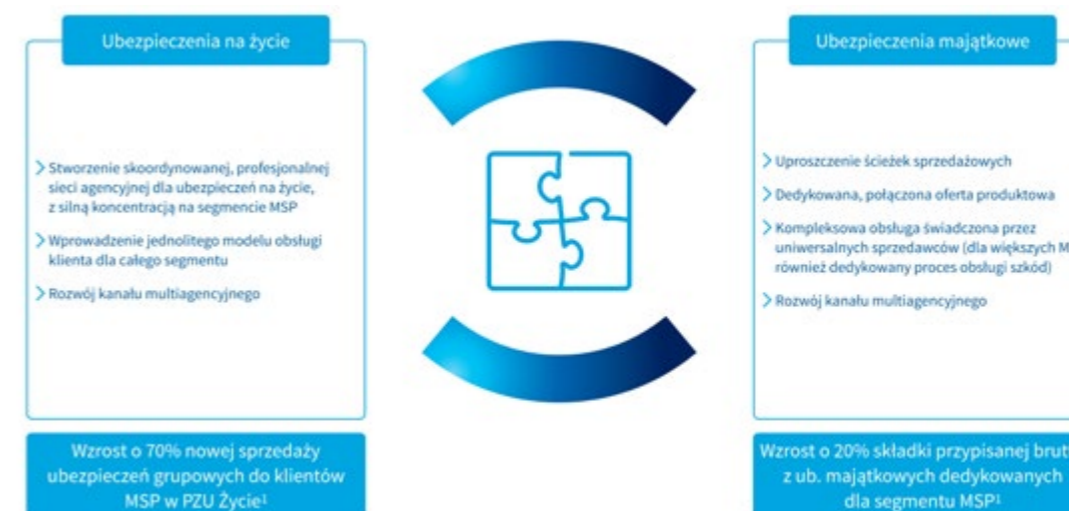 Ubezpieczenia na życie
Stworzenie skoordynowanej, profesjonalnej
sieci agencyjnej dla ubezpieczeń na życie,
z silną koncentracją na segmencie MSP
Wprowadzenie jednolitego modelu obsługi
klienta dla całego segmentu
Rozwój kanału multiagencyjnego
Wzrost o 70% nowej sprzedaży
ubezpieczeń grupowych do klientów
MSP w PZU Życie¹
Ubezpieczenia majątkowe
Uproszczenie ścieżek sprzedażowych
Dedykowana, połączona oferta produktowa
Kompleksowa obsługa świadczona przez
uniwersalnych sprzedawców (dla większych
również dedykowany proces obsługi szkód)
Rozwój kanału multiagencyjnego
Wzrost o 20% składki przypisanej
z ub. majątkowych dedykowanych
dla segmentu MSP¹